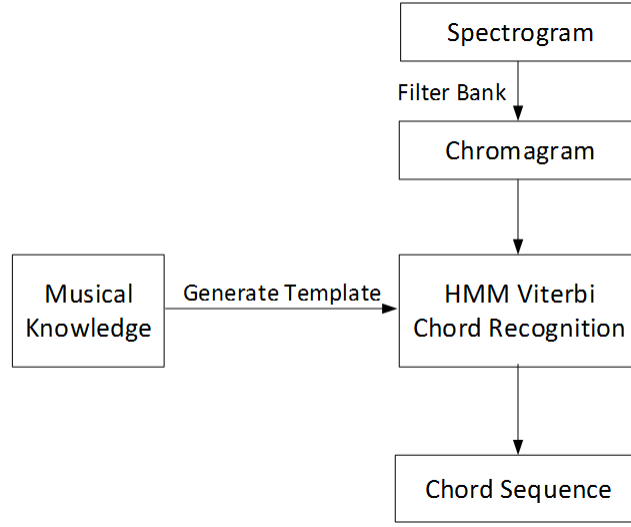 Spectrogram
Filter Bank
Chromagram
Musical
Knowledge
Generate Template
HMM Viterbi
Chord Recognition
Chord Sequence